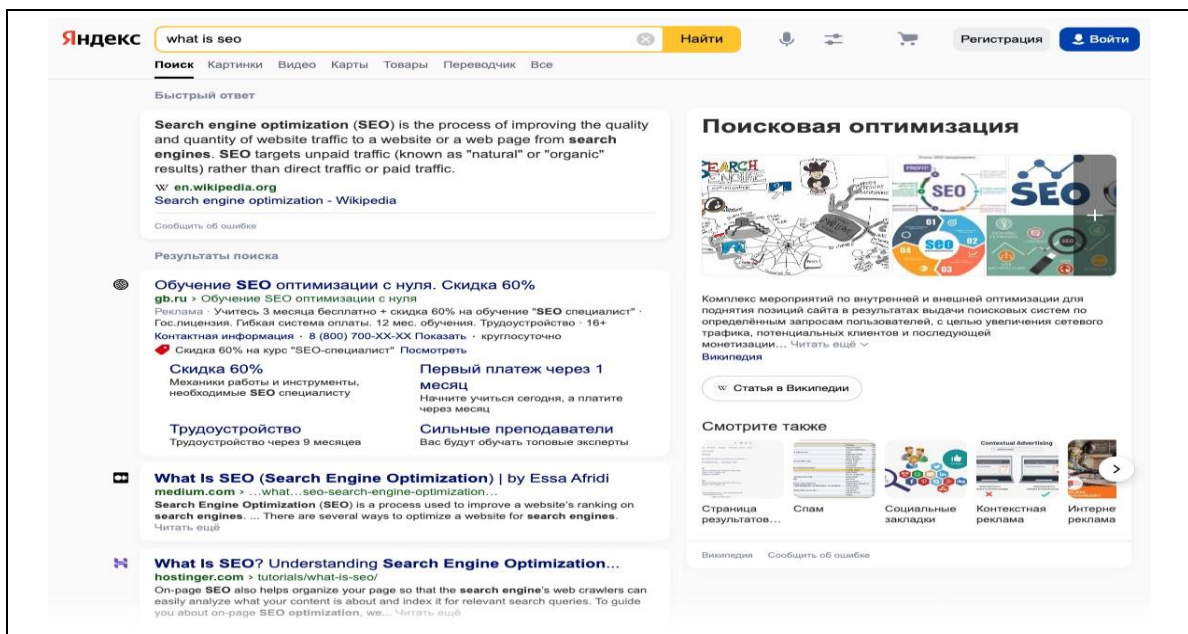 Яндекс
what is seo
Найти
Регистрация
Войти
Поиск Картинки Видео Карты Товары Переводчик Все
Быстрый ответ
Search engine optimization (SEO) is the process of improving the quality
and quantity of website traffic to a website or a web page from search
engines. SEO targets unpaid traffic (known as "natural" or "organic"
results) rather than direct traffic or paid traffic.
W en.wikipedia.org
Search engine optimization - Wikipedia
Сообщить об ошибке
Результаты поиска
Обучение SEO оптимизации с нуля. Скидка 60%
gb.ru › Обучение SEO оптимизации с нуля
Реклама · Учитесь 3 месяца бесплатно + скидка 60% на обучение "SEO специалист" ·
Гос.лицензия. Гибкая система оплаты. 12 мес. обучения. Трудоустройство · 16+
Контактная информация · 8 (800) 700-XX-XX Показать · круглосуточно
Скидка 60% на курс "SEO-специалист" Посмотреть
Скидка 60%
Механики работы и инструменты,
необходимые SEO специалисту
Первый платеж через 1
месяц
Начните учиться сегодня, а платите
через месяц
Трудоустройство
Трудоустройство через 9 месяцев
Сильные преподаватели
Вас будут обучать топовые эксперты
What Is SEO (Search Engine Optimization) | by Essa Afridi
medium.com › ...what...seo-search-engine-optimization...
Search Engine Optimization (SEO) is a process used to improve a website's ranking on
search engines. ... There are several ways to optimize a website for search engines.
Читать ещё
What Is SEO? Understanding Search Engine Optimization...
hostinger.com › tutorials/what-is-seo/
On-page SEO also helps organize your page so that the search engine's web crawlers can
easily analyze what your content is about and index it for relevant search queries. To guide
you about on-page SEO optimization, we... Читать ещё
Поисковая оптимизация
SEARCH
ENGINE
PROFIT
SEO
SEO
01
02
03
04
seo
SEO
Комплекс мероприятий по внутренней и внешней оптимизации для
поднятия позиций сайта в результатах выдачи поисковых систем по
определённым запросам пользователей, с целью увеличения сетевого
трафика, потенциальных клиентов и последующей
монетизации... Читать ещё
Википедия
W Статья в Википедии
Смотрите также
Contextual Advertising
Страница
результатов...
Спам
Социальные
закладки
Контекстная
реклама
Интернет
реклама
Википедия Сообщить об ошибке